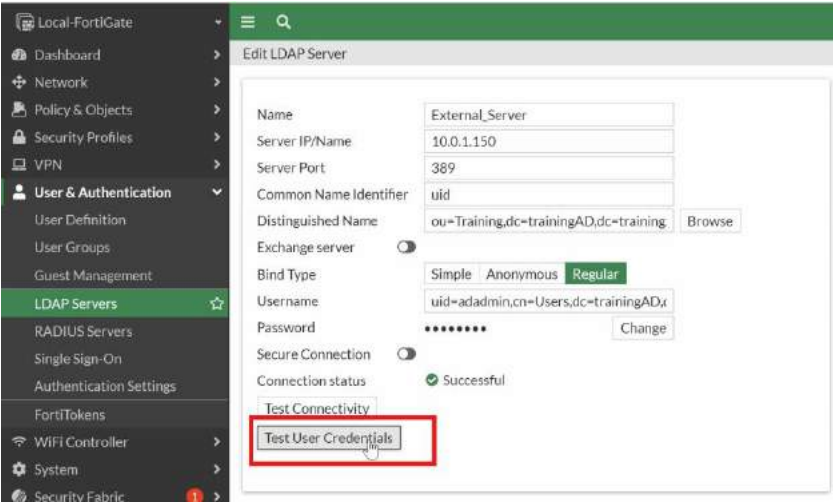 Local-FortiGate
Dashboard
Network
Policy & Objects
Security Profiles
VPN
User & Authentication
User Definition
User Groups
Guest Management
LDAP Servers
RADIUS Servers
Single Sign-On
Authentication Settings
FortiTokens
WiFi Controller
System
Security Fabric 1
Edit LDAP Server
Name External_Server
Server IP/Name 10.0.1.150
Server Port 389
Common Name Identifier uid
Distinguished Name ou=Training,dc=trainingAD,dc=training Browse
Exchange server
Bind Type Simple Anonymous Regular
Username uid=adadmin,cn=Users,dc=trainingAD,
Password •••••••• Change
Secure Connection
Connection status Successful
Test Connectivity
Test User Credentials